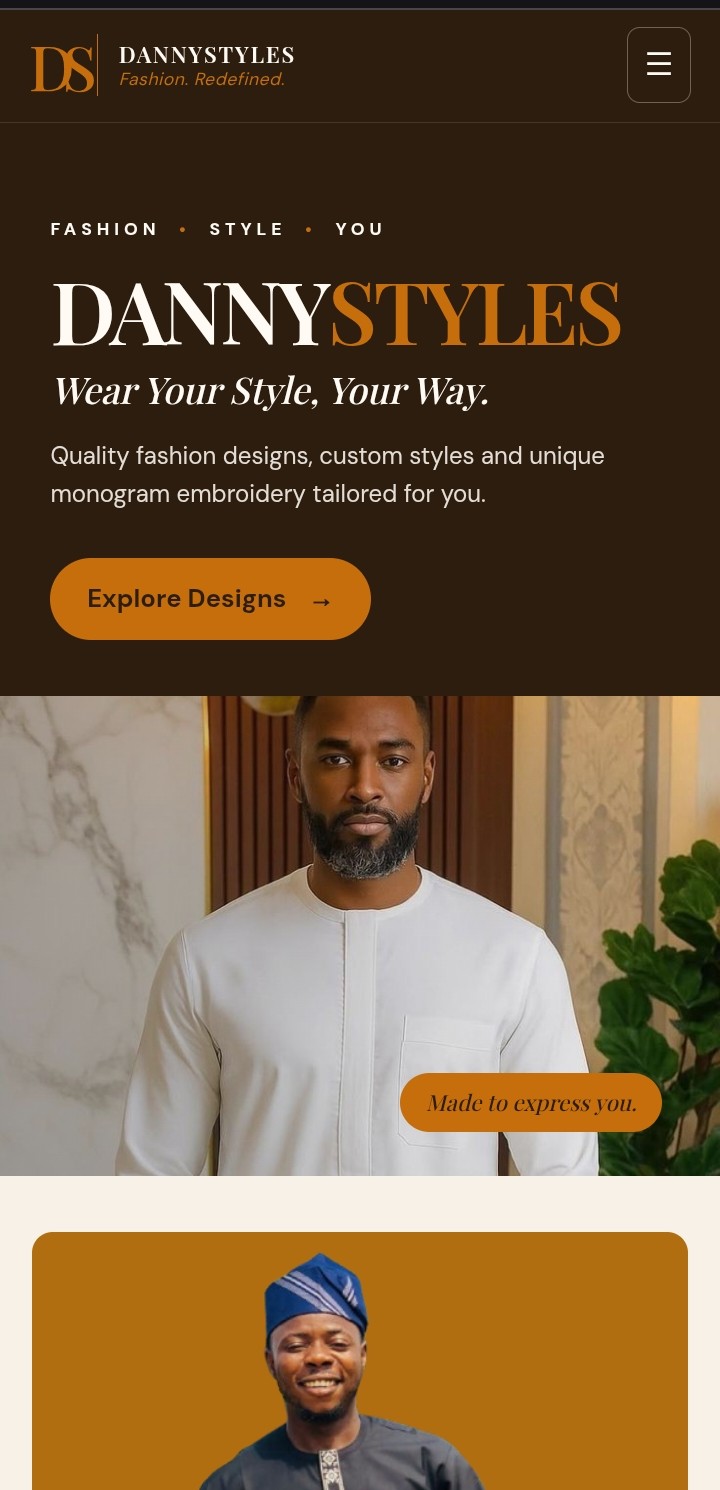 DS
DANNYSTYLES
Fashion. Redefined.
☰
FASHION • STYLE • YOU
DANNYSTYLES
Wear Your Style, Your Way.
Quality fashion designs, custom styles and unique
monogram embroidery tailored for you.
Explore Designs →
Made to express you.